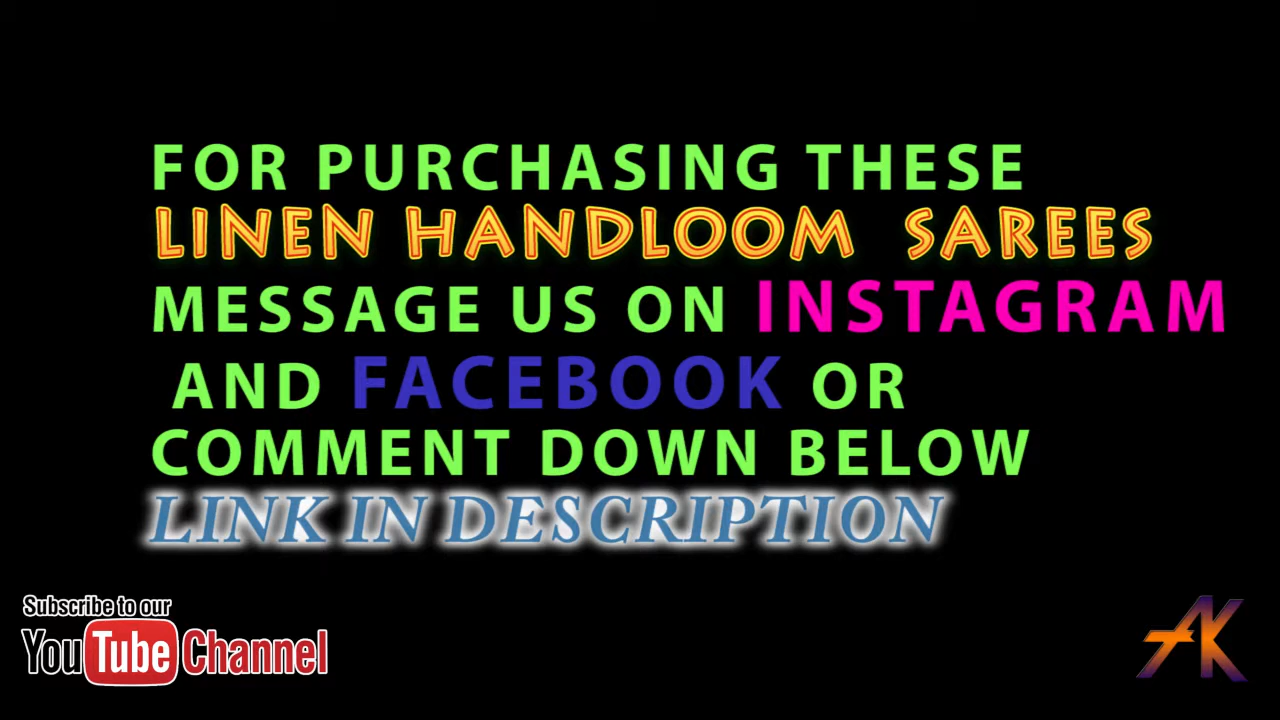 FOR PURCHASING THESE
LINEN HANDLOOM SAREES
MESSAGE US ON INSTAGRAM
AND FACEBOOK OR
COMMENT DOWN BELOW
LINK IN DESCRIPTION
Subscribe to our
YouTube Channel
AK